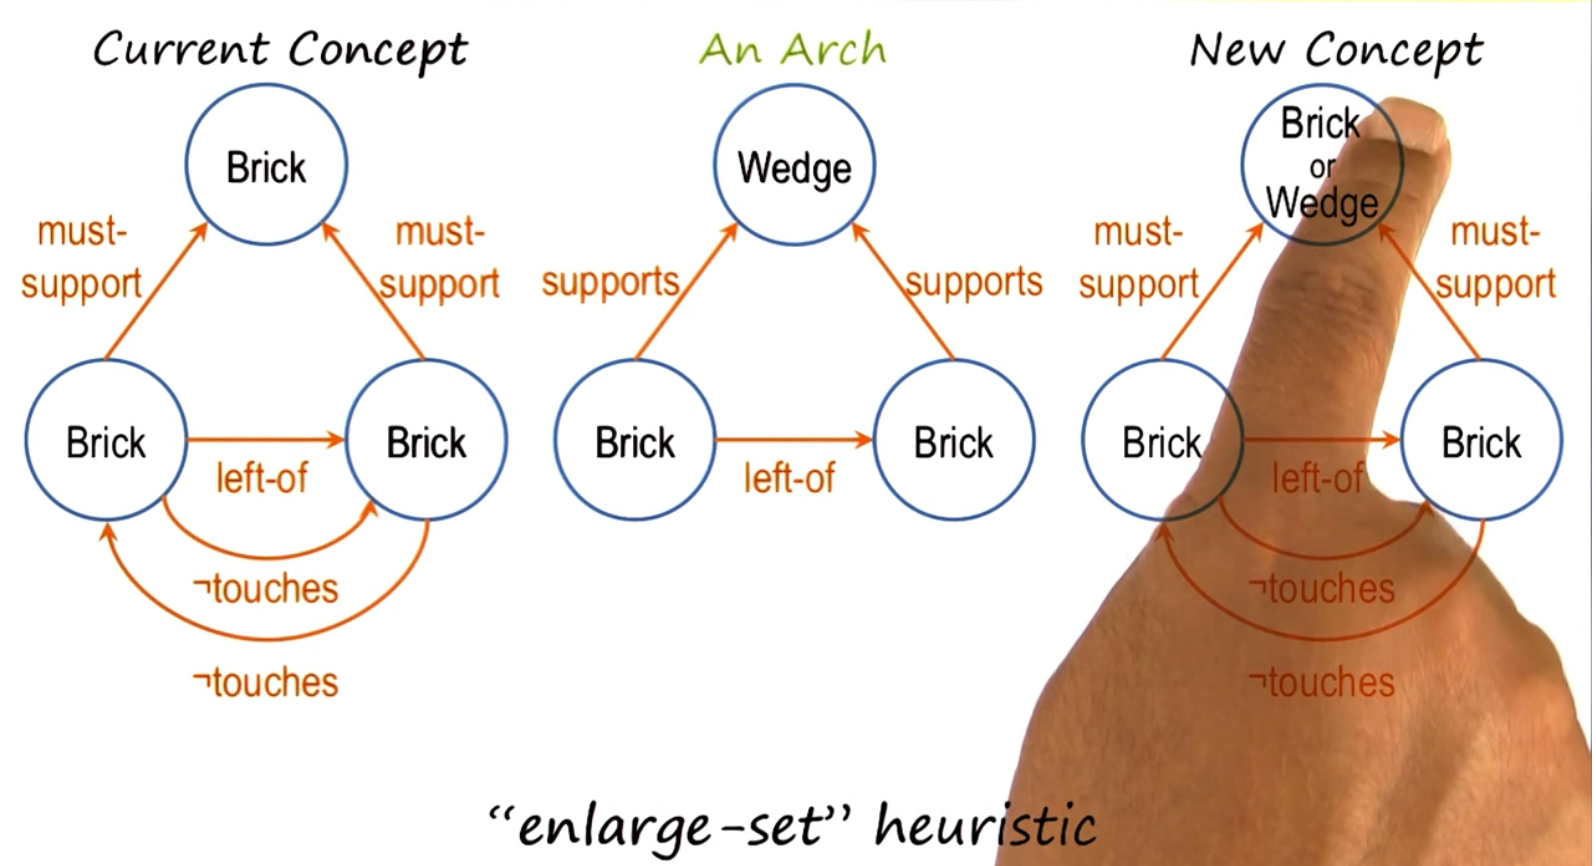 Current Concept
An Arch
New Concept
Brick
Wedge
Brick
or
Wedge
must-
support
must-
support
supports
supports
must-
support
must-
support
Brick
left-of
Brick
Brick
left-of
Brick
Brick
left-of
Brick
¬touches
¬touches
¬touches
¬touches
“enlarge-set” heuristic